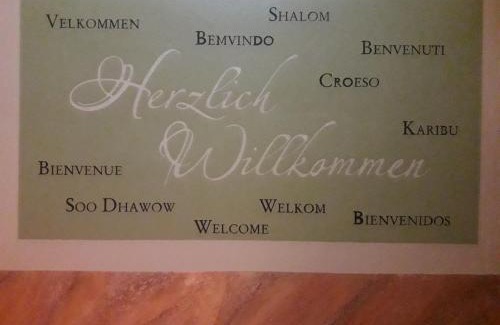 Velkommen
Shalom
Bemvindo
Benvenuti
Herzlich
Croeso
Karibu
Willkommen
Bienvenue
Soo Dhawow
Welkom
Bienvenidos
Welcome